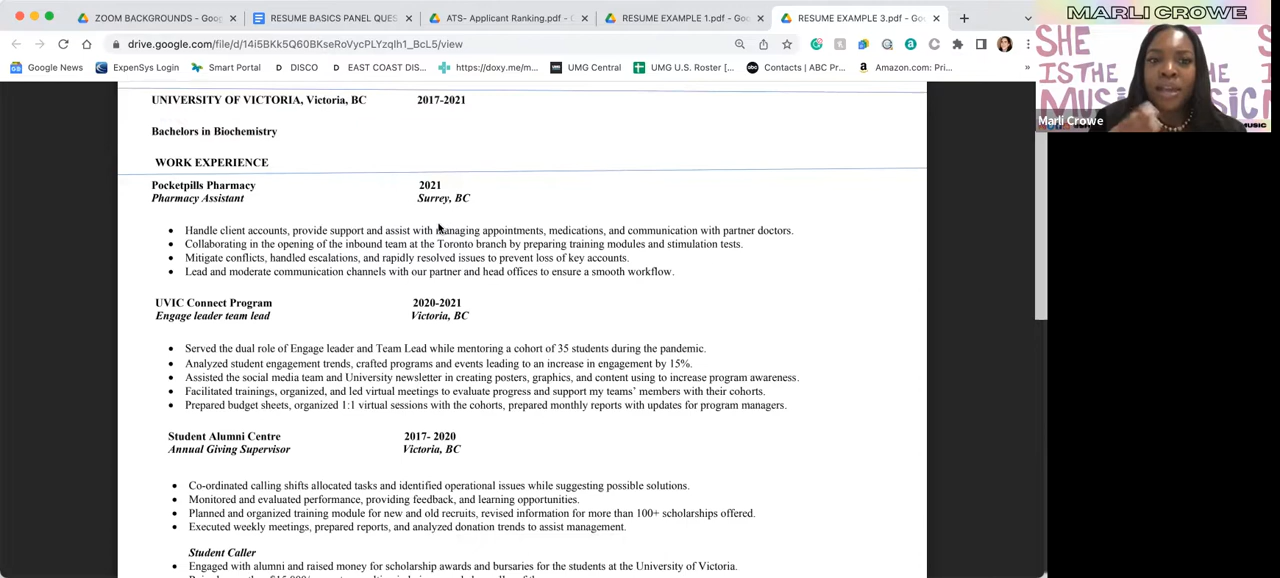 ZOOM BACKGROUNDS - Goog
RESUME BASICS PANEL QUES
ATS- Applicant Ranking.pdf -
RESUME EXAMPLE 1.pdf - Go
RESUME EXAMPLE 3.pdf - Go
drive.google.com/file/d/14i5BKk5Q60BKseRoVycPLYzqIh1_BcL5/view
Google News
ExpenSys Login
Smart Portal
D DISCO
D EAST COAST DIS...
https://doxy.me/m...
UMG Central
UMG U.S. Roster [...
Contacts | ABC Pr...
Amazon.com: Pri...
UNIVERSITY OF VICTORIA, Victoria, BC 2017-2021
Bachelors in Biochemistry
WORK EXPERIENCE
Pocketpills Pharmacy 2021
Pharmacy Assistant Surrey, BC
• Handle client accounts, provide support and assist with managing appointments, medications, and communication with partner doctors.
• Collaborating in the opening of the inbound team at the Toronto branch by preparing training modules and stimulation tests.
• Mitigate conflicts, handled escalations, and rapidly resolved issues to prevent loss of key accounts.
• Lead and moderate communication channels with our partner and head offices to ensure a smooth workflow.
UVIC Connect Program 2020-2021
Engage leader team lead Victoria, BC
• Served the dual role of Engage leader and Team Lead while mentoring a cohort of 35 students during the pandemic.
• Analyzed student engagement trends, crafted programs and events leading to an increase in engagement by 15%.
• Assisted the social media team and University newsletter in creating posters, graphics, and content using to increase program awareness.
• Facilitated trainings, organized, and led virtual meetings to evaluate progress and support my teams' members with their cohorts.
• Prepared budget sheets, organized 1:1 virtual sessions with the cohorts, prepared monthly reports with updates for program managers.
Student Alumni Centre 2017- 2020
Annual Giving Supervisor Victoria, BC
• Co-ordinated calling shifts allocated tasks and identified operational issues while suggesting possible solutions.
• Monitored and evaluated performance, providing feedback, and learning opportunities.
• Planned and organized training module for new and old recruits, revised information for more than 100+ scholarships offered.
• Executed weekly meetings, prepared reports, and analyzed donation trends to assist management.
Student Caller
• Engaged with alumni and raised money for scholarship awards and bursaries for the students at the University of Victoria.
MARLI CROWE
SHE
IS THE
MUSIC
Marli Crowe